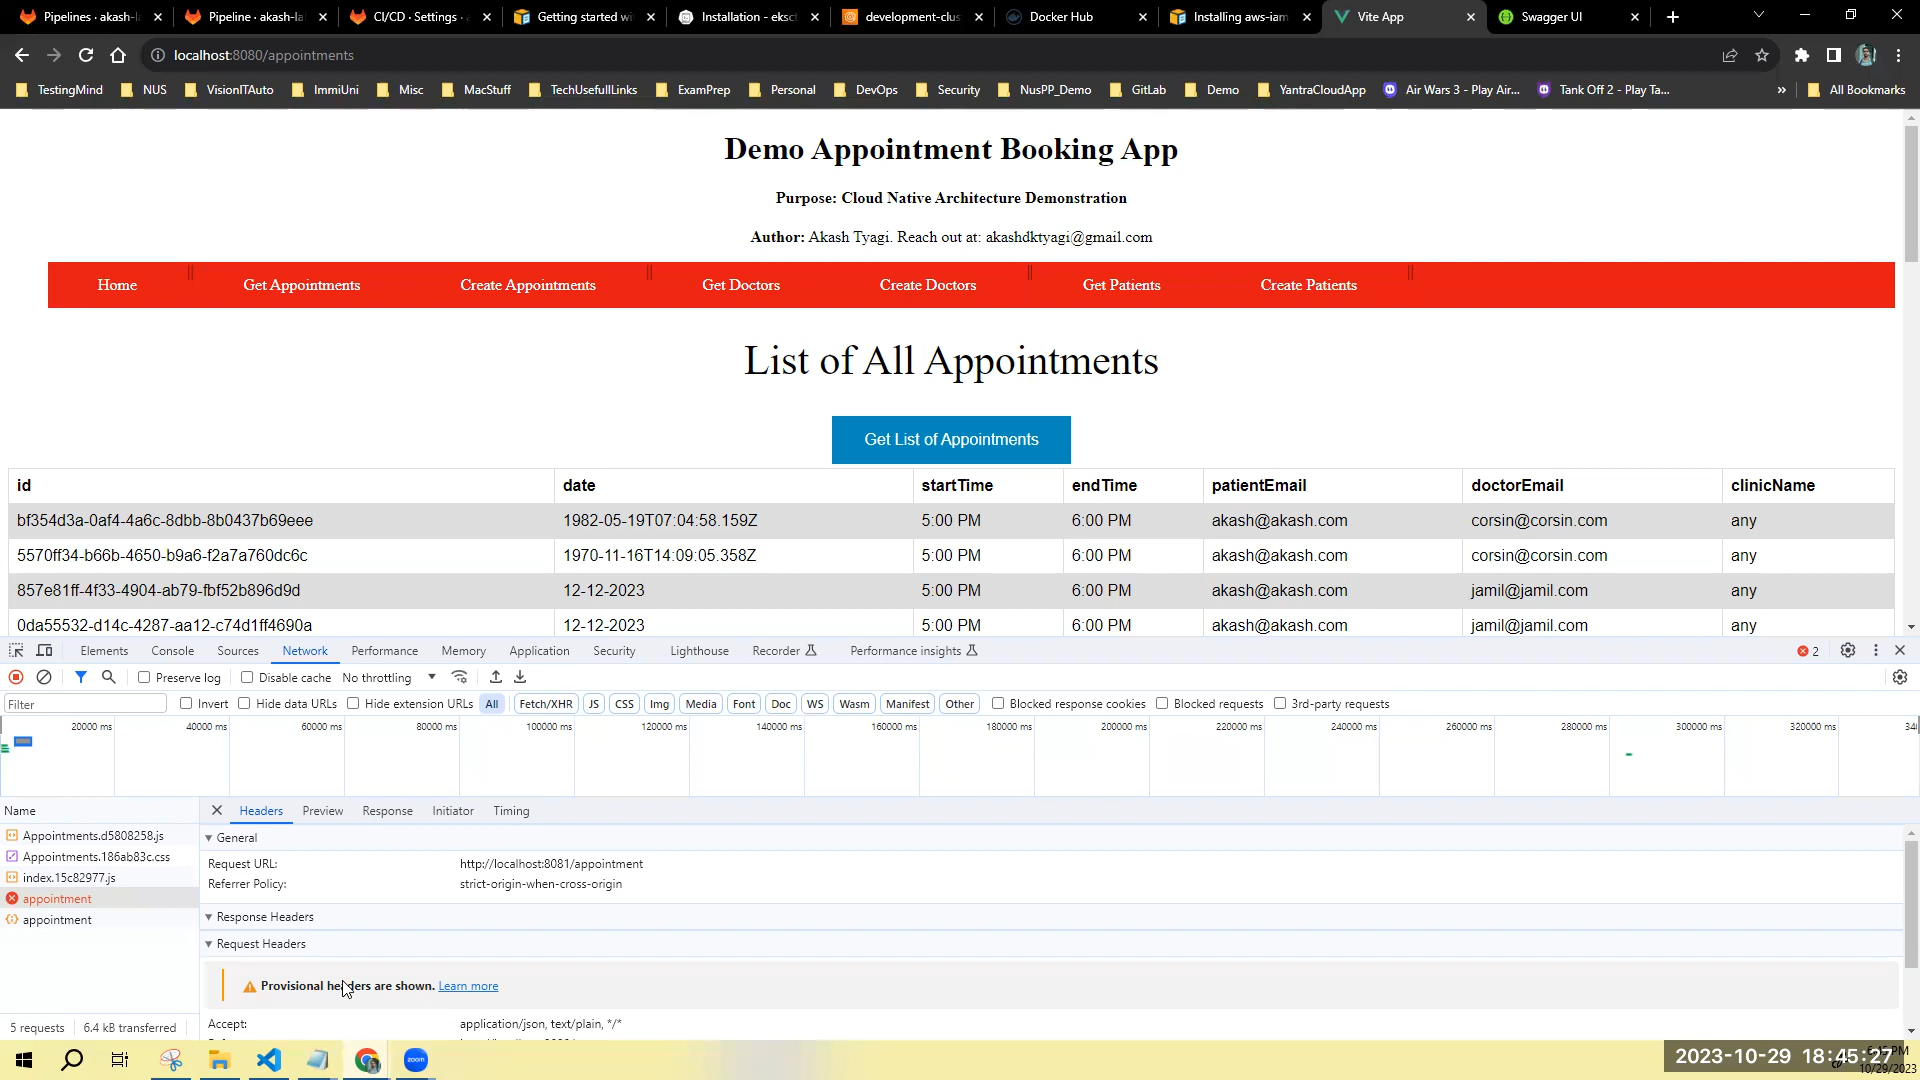 Pipelines · akash-la
Pipeline · akash-la
CI/CD · Settings ·
Getting started wi
Installation - eksct
development-clus
Docker Hub
Installing aws-iam
Vite App
Swagger UI
localhost:8080/appointments
TestingMind
NUS
VisionITAuto
ImmiUni
Misc
MacStuff
TechUsefullLinks
ExamPrep
Personal
DevOps
Security
NusPP_Demo
GitLab
Demo
YantraCloudApp
Air Wars 3 - Play Air...
Tank Off 2 - Play Ta...
»
All Bookmarks
Demo Appointment Booking App
Purpose: Cloud Native Architecture Demonstration
Author: Akash Tyagi. Reach out at: akashdktyagi@gmail.com
Home || Get Appointments Create Appointments || Get Doctors Create Doctors || Get Patients Create Patients ||
List of All Appointments
Get List of Appointments
id date startTime endTime patientEmail doctorEmail clinicName
bf354d3a-0af4-4a6c-8dbb-8b0437b69eee 1982-05-19T07:04:58.159Z 5:00 PM 6:00 PM akash@akash.com corsin@corsin.com any
5570ff34-b66b-4650-b9a6-f2a7a760dc6c 1970-11-16T14:09:05.358Z 5:00 PM 6:00 PM akash@akash.com corsin@corsin.com any
857e81ff-4f33-4904-ab79-fbf52b896d9d 12-12-2023 5:00 PM 6:00 PM akash@akash.com jamil@jamil.com any
0da55532-d14c-4287-aa12-c74d1ff4690a 12-12-2023 5:00 PM 6:00 PM akash@akash.com jamil@jamil.com any
Elements Console Sources Network Performance Memory Application Security Lighthouse Recorder Performance insights 2
Preserve log Disable cache No throttling
Filter Invert Hide data URLs Hide extension URLs All Fetch/XHR JS CSS Img Media Font Doc WS Wasm Manifest Other Blocked response cookies Blocked requests 3rd-party requests
20000 ms 40000 ms 60000 ms 80000 ms 100000 ms 120000 ms 140000 ms 160000 ms 180000 ms 200000 ms 220000 ms 240000 ms 260000 ms 280000 ms 300000 ms 320000 ms 34
Name
Appointments.d5808258.js
Appointments.186ab83c.css
index.15c82977.js
appointment
appointment
5 requests 6.4 kB transferred
Headers Preview Response Initiator Timing
General
Request URL: http://localhost:8081/appointment
Referrer Policy: strict-origin-when-cross-origin
Response Headers
Request Headers
Provisional headers are shown. Learn more
Accept: application/json, text/plain, */*
zoom
2023-10-29 18:45:27
10/29/2023